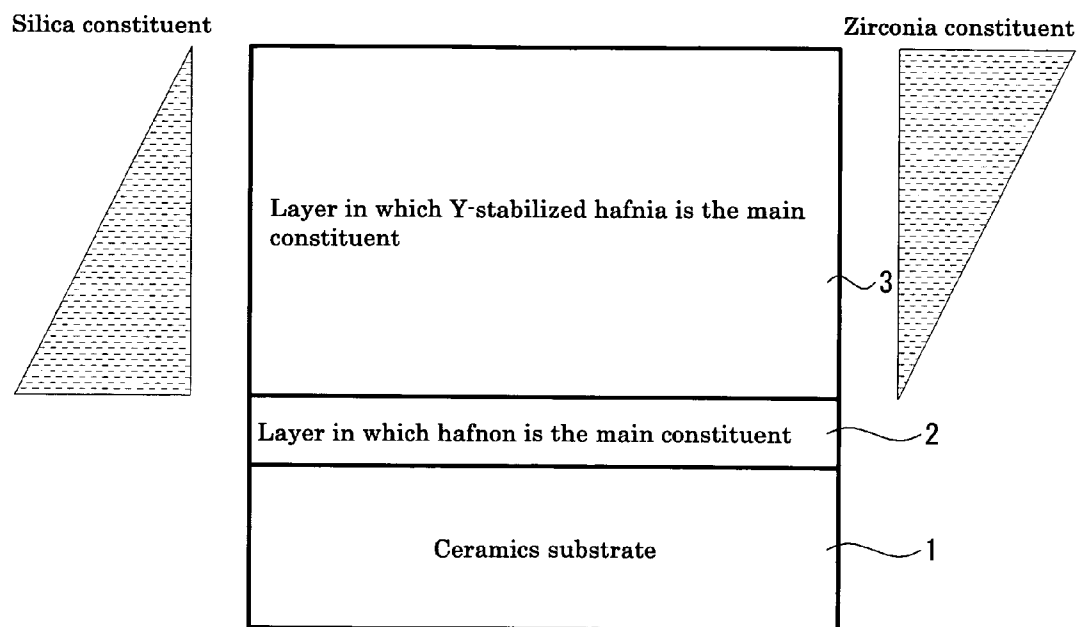 Silica constituent
Zirconia constituent
Layer in which Y-stabilized hafnia is the main
constituent
3
Layer in which hafnon is the main constituent
2
Ceramics substrate
1